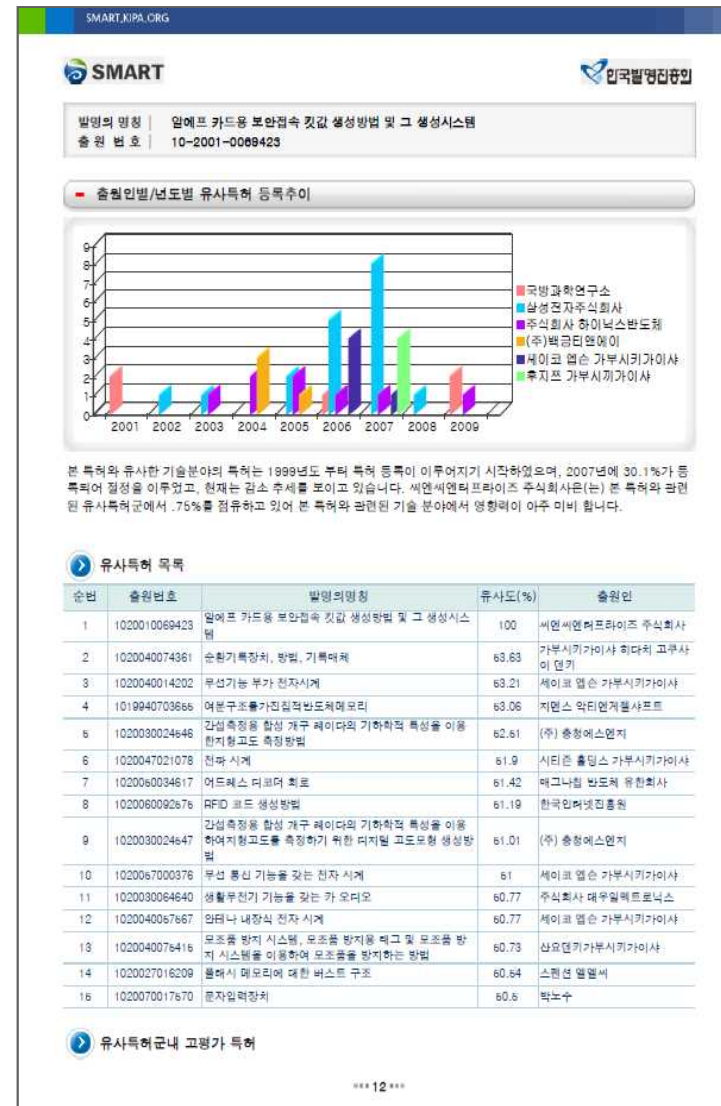 SMART.KIPA.ORG
SMART
한국발명진흥회
발명의 명칭 | 알에프 카드용 보안접속 킷값 생성방법 및 그 생성시스템
출 원 번 호 | 10-2001-0069423
출원인별/년도별 유사특허 등록추이
9
8
7
6
5
4
3
2
1
0
2001 2002 2003 2004 2005 2006 2007 2008 2009
국방과학연구소
삼성전자주식회사
주식회사 하이닉스반도체
(주)백금티앤에이
세이코 엡슨 가부시키가이샤
후지쯔 가부시끼가이샤
본 특허와 유사한 기술분야의 특허는 1999년도 부터 특허 등록이 이루어지기 시작하였으며, 2007년에 30.1%가 등
록되어 절정을 이루었고, 현재는 감소 추세를 보이고 있습니다. 씨엔씨엔터프라이즈 주식회사은(는) 본 특허와 관련
된 유사특허군에서 .75%를 점유하고 있어 본 특허와 관련된 기술 분야에서 영향력이 아주 미비 합니다.
유사특허 목록
순번 출원번호 발명의명칭 유사도(%) 출원인
1 1020010069423 알에프 카드용 보안접속 킷값 생성방법 및 그 생성시스
템 100 씨엔씨엔터프라이즈 주식회사
2 1020040074361 순환기록장치, 방법, 기록매체 63.63 가부시키가이샤 히다치 고쿠사
이 덴키
3 1020040014202 무선기능 부가 전자시계 63.21 세이코 엡슨 가부시키가이샤
4 1019940703655 여분구조를가진집적반도체메모리 63.06 지멘스 악티엔게젤샤프트
5 1020030024646 간섭측정용 합성 개구 레이다의 기하학적 특성을 이용
한지형고도 측정방법 62.61 (주) 충청에스엔지
6 1020047021078 전파 시계 61.9 시티즌 홀딩스 가부시키가이샤
7 1020060034617 어드레스 디코더 회로 61.42 매그나칩 반도체 유한회사
8 1020060092676 RFID 코드 생성방법 61.19 한국인터넷진흥원
9 1020030024647 간섭측정용 합성 개구 레이다의 기하학적 특성을 이용
하여지형고도를 측정하기 위한 디지털 고도모형 생성방
법 61.01 (주) 충청에스엔지
10 1020067000376 무선 통신 기능을 갖는 전자 시계 61 세이코 엡슨 가부시키가이샤
11 1020030064640 생활무전기 기능을 갖는 카 오디오 60.77 주식회사 대우일렉트로닉스
12 1020040067667 안테나 내장식 전자 시계 60.77 세이코 엡슨 가부시키가이샤
13 1020040076416 모조품 방지 시스템, 모조품 방지용 태그 및 모조품 방
지 시스템을 이용하여 모조품을 방지하는 방법 60.73 산요덴키가부시키가이샤
14 1020027016209 플래시 메모리에 대한 버스트 구조 60.64 스펜션 엘엘씨
15 1020070017670 문자입력장치 60.6 박노수
유사특허군내 고평가 특허
*** 12 ***